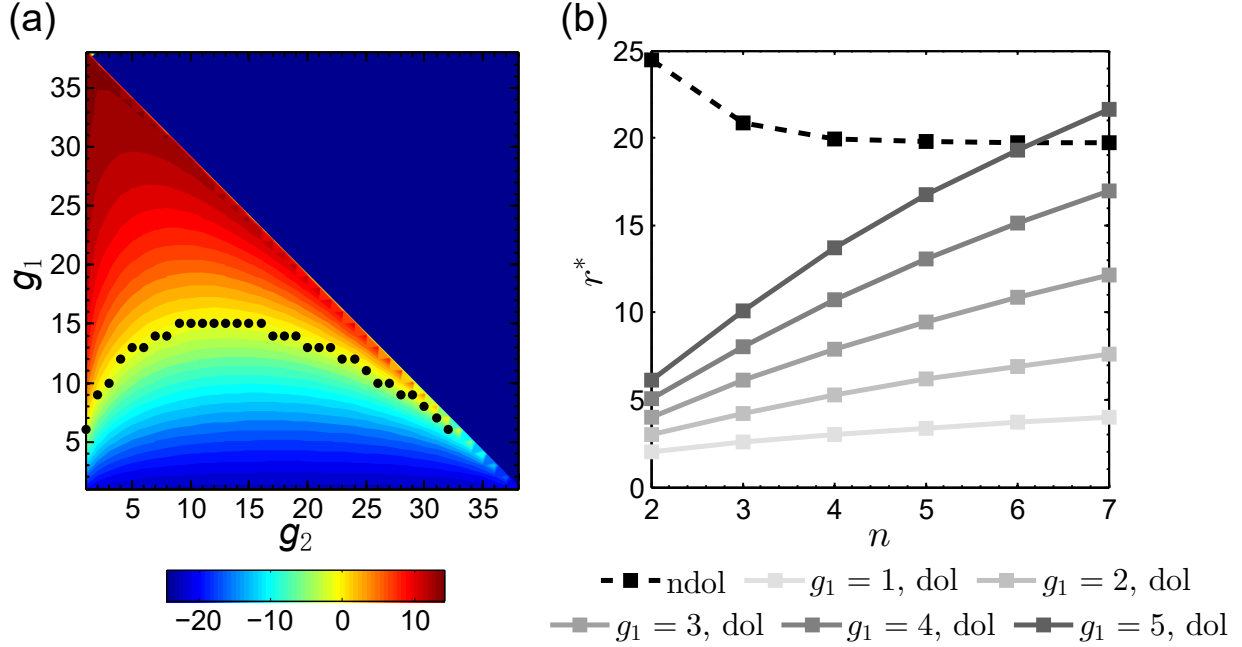 (a)
35
30
25
20
15
10
5
g₁
5 10 15 20 25 30 35
g₂
−20 −10 0 10
(b)
25
20
15
10
5
0
r*
2 3 4 5 6 7
n
ndol g₁ = 1, dol g₁ = 2, dol
g₁ = 3, dol g₁ = 4, dol g₁ = 5, dol